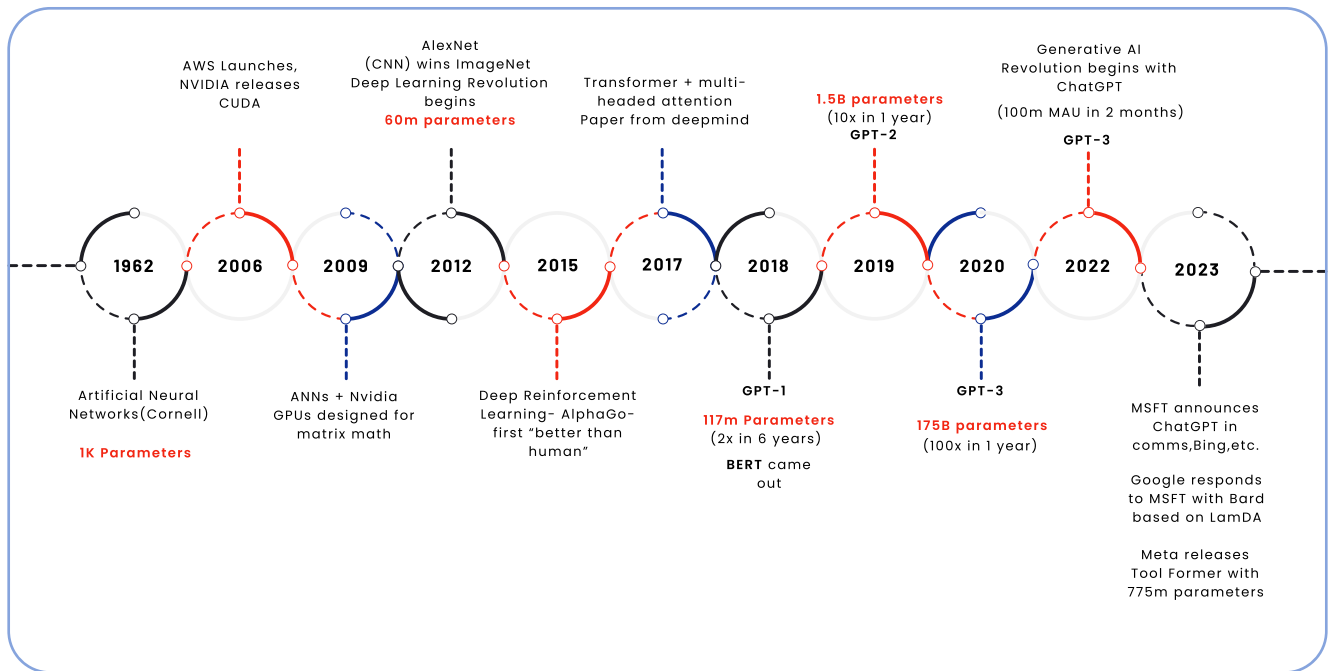 AWS Launches,
NVIDIA releases
CUDA
AlexNet
(CNN) wins ImageNet
Deep Learning Revolution
begins
60m parameters
Transformer + multi-
headed attention
Paper from deepmind
1.5B parameters
(10x in 1 year)
GPT-2
Generative AI
Revolution begins with
ChatGPT
(100m MAU in 2 months)
GPT-3
1962
2006
2009
2012
2015
2017
2018
2019
2020
2022
2023
Artificial Neural
Networks(Cornell)
1K Parameters
ANNs + Nvidia
GPUs designed for
matrix math
Deep Reinforcement
Learning- AlphaGo-
first “better than
human”
GPT-1
117m Parameters
(2x in 6 years)
BERT came
out
GPT-3
175B parameters
(100x in 1 year)
MSFT announces
ChatGPT in
comms,Bing,etc.
Google responds
to MSFT with Bard
based on LamDA
Meta releases
Tool Former with
775m parameters